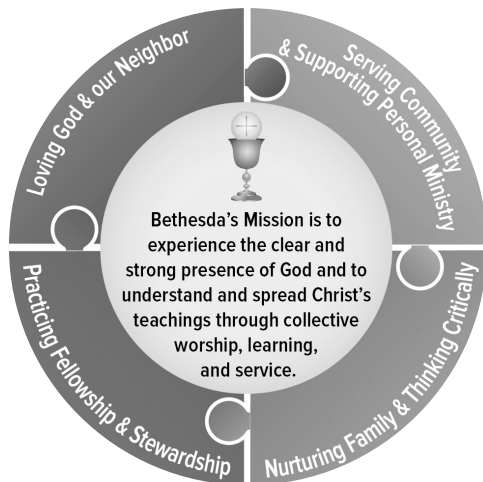 Loving God & our Neighbor
Serving Community
& Supporting Personal Ministry
Bethesda's Mission is to
experience the clear and
strong presence of God and to
understand and spread Christ's
teachings through collective
worship, learning,
and service.
Practicing Fellowship & Stewardship
Nurturing Family & Thinking Critically